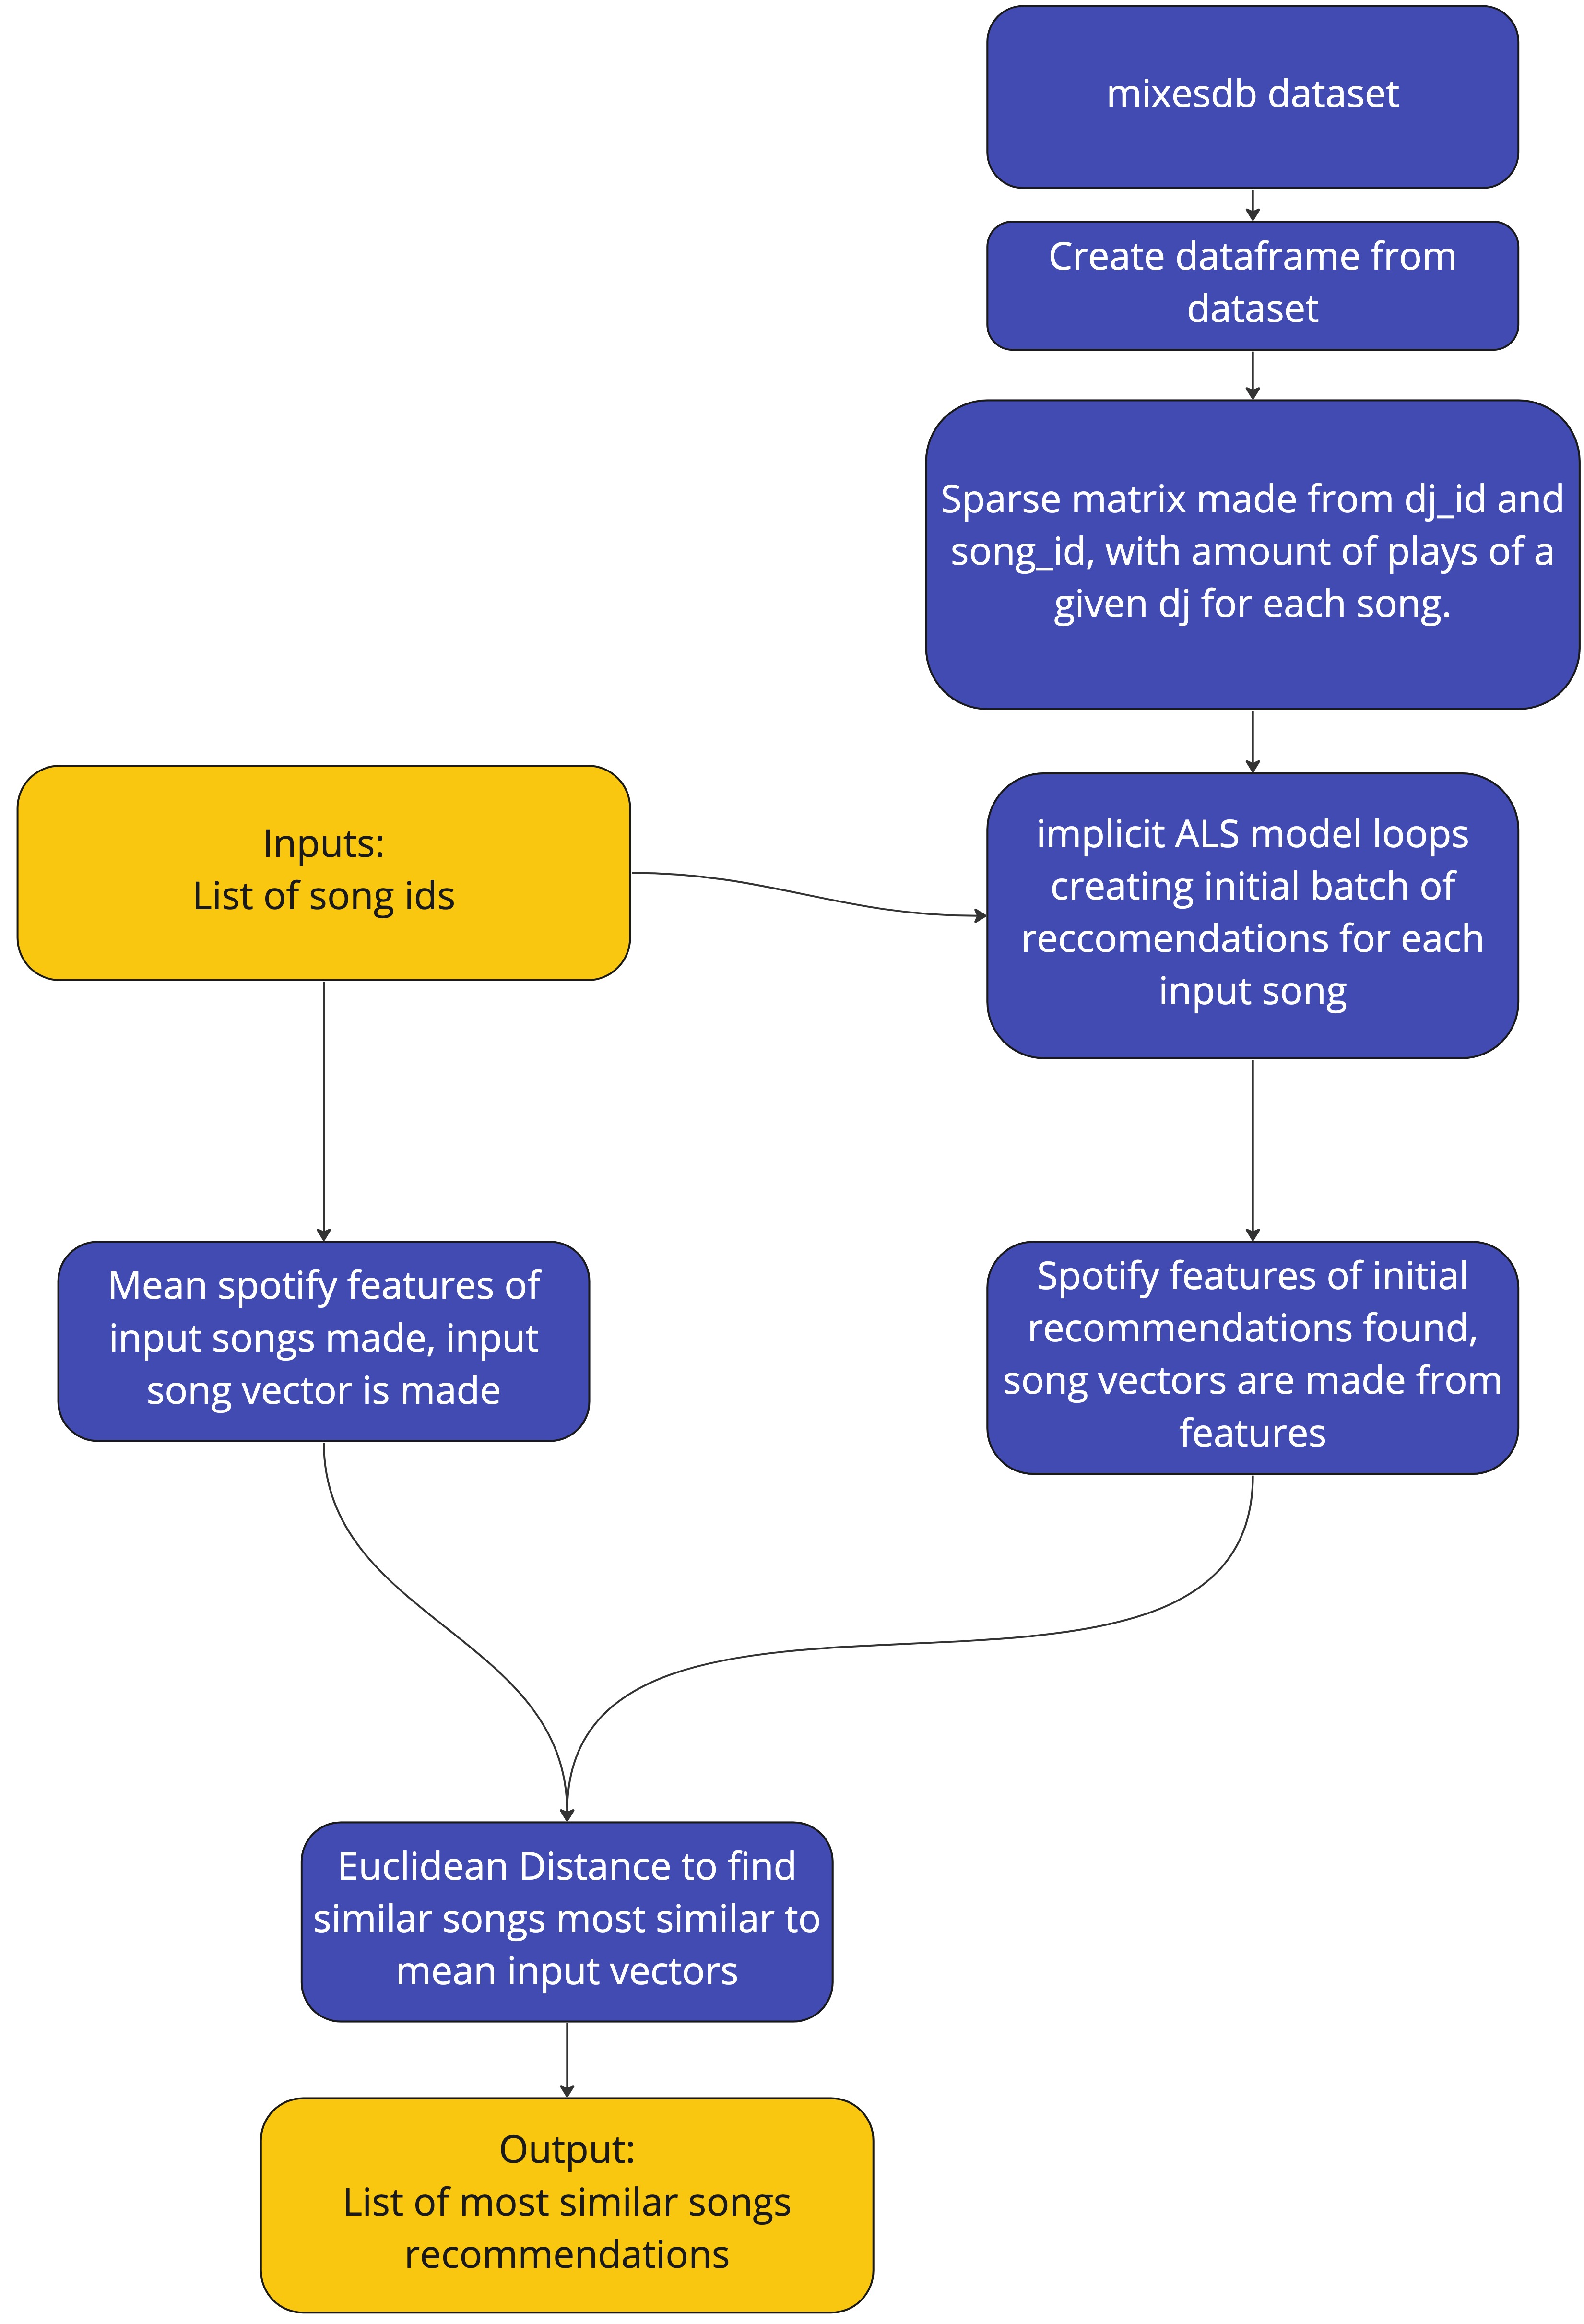 mixesdb dataset
Create dataframe from
dataset
Sparse matrix made from dj_id and
song_id, with amount of plays of a
given dj for each song.
Inputs:
List of song ids
implicit ALS model loops
creating initial batch of
reccomendations for each
input song
Mean spotify features of
input songs made, input
song vector is made
Spotify features of initial
recommendations found,
song vectors are made from
features
Euclidean Distance to find
similar songs most similar to
mean input vectors
Output:
List of most similar songs
recommendations